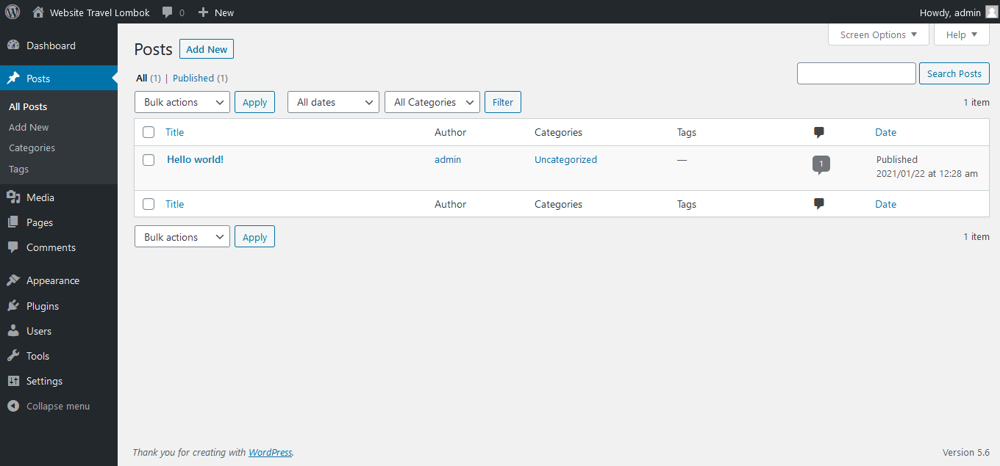 Website Travel Lombok 0 New Howdy, admin
Screen Options Help
Dashboard
Posts
All Posts
Add New
Categories
Tags
Media
Pages
Comments
Appearance
Plugins
Users
Tools
Settings
Collapse menu
Posts Add New
All (1) | Published (1) Search Posts
Bulk actions Apply All dates All Categories Filter 1 item
Title Author Categories Tags Date
Hello world! admin Uncategorized — 1 Published
2021/01/22 at 12:28 am
Title Author Categories Tags Date
Bulk actions Apply 1 item
Thank you for creating with WordPress. Version 5.6